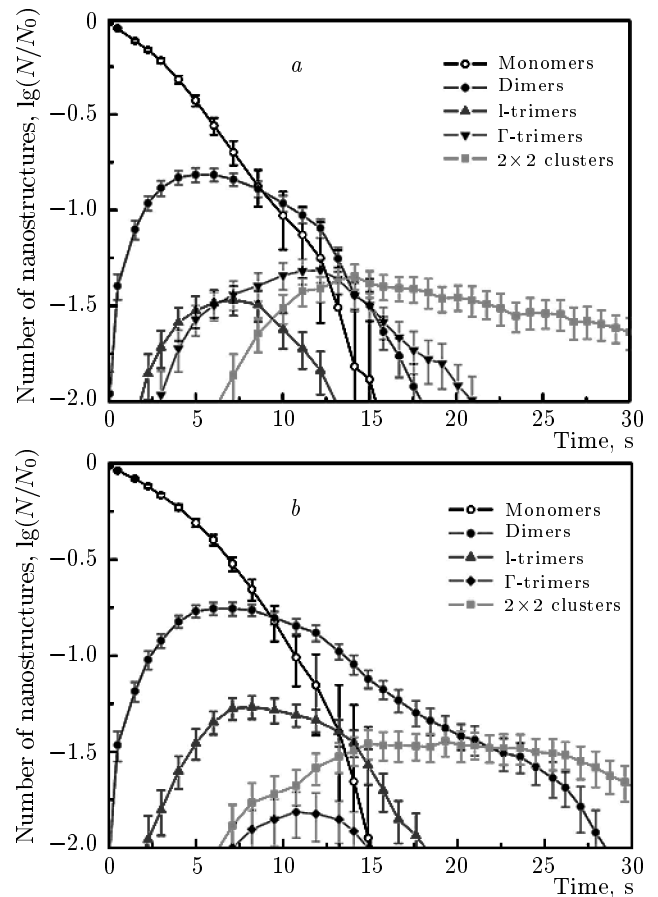 Number of nanostructures, lg(N/N₀)
0
−0.5
−1.0
−1.5
−2.0
a
Monomers
Dimers
l-trimers
Γ-trimers
2×2 clusters
0
5
10
15
20
25
30
Time, s
Number of nanostructures, lg(N/N₀)
0
−0.5
−1.0
−1.5
−2.0
b
Monomers
Dimers
l-trimers
Γ-trimers
2×2 clusters
0
5
10
15
20
25
30
Time, s